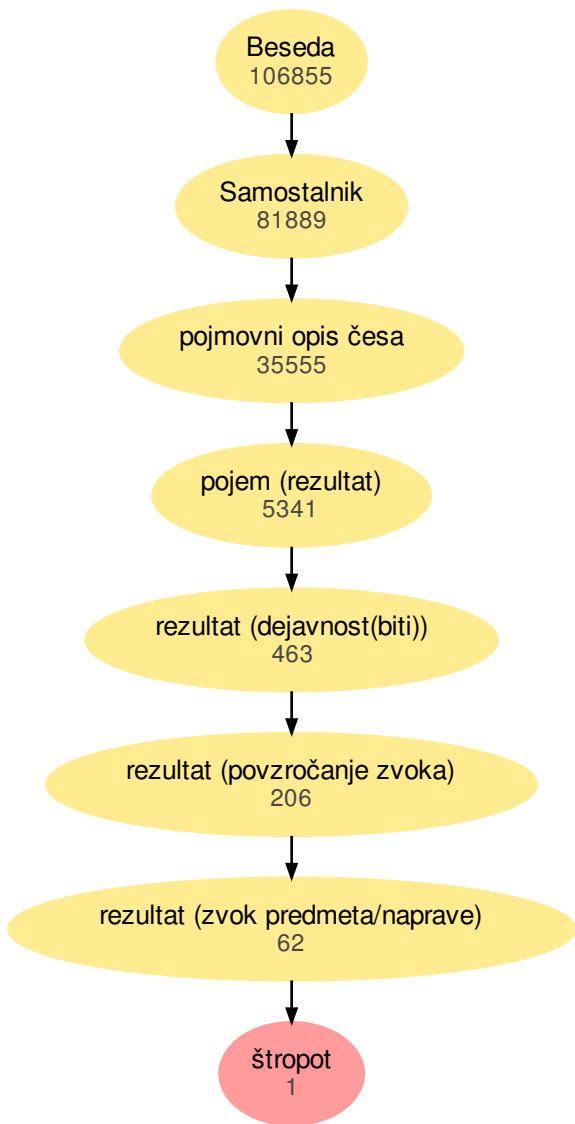 Beseda
106855
Samostalnik
81889
pojmovni opis česa
35555
pojem (rezultat)
5341
rezultat (dejavnost(biti))
463
rezultat (povzročanje zvoka)
206
rezultat (zvok predmeta/naprave)
62
štropot
1